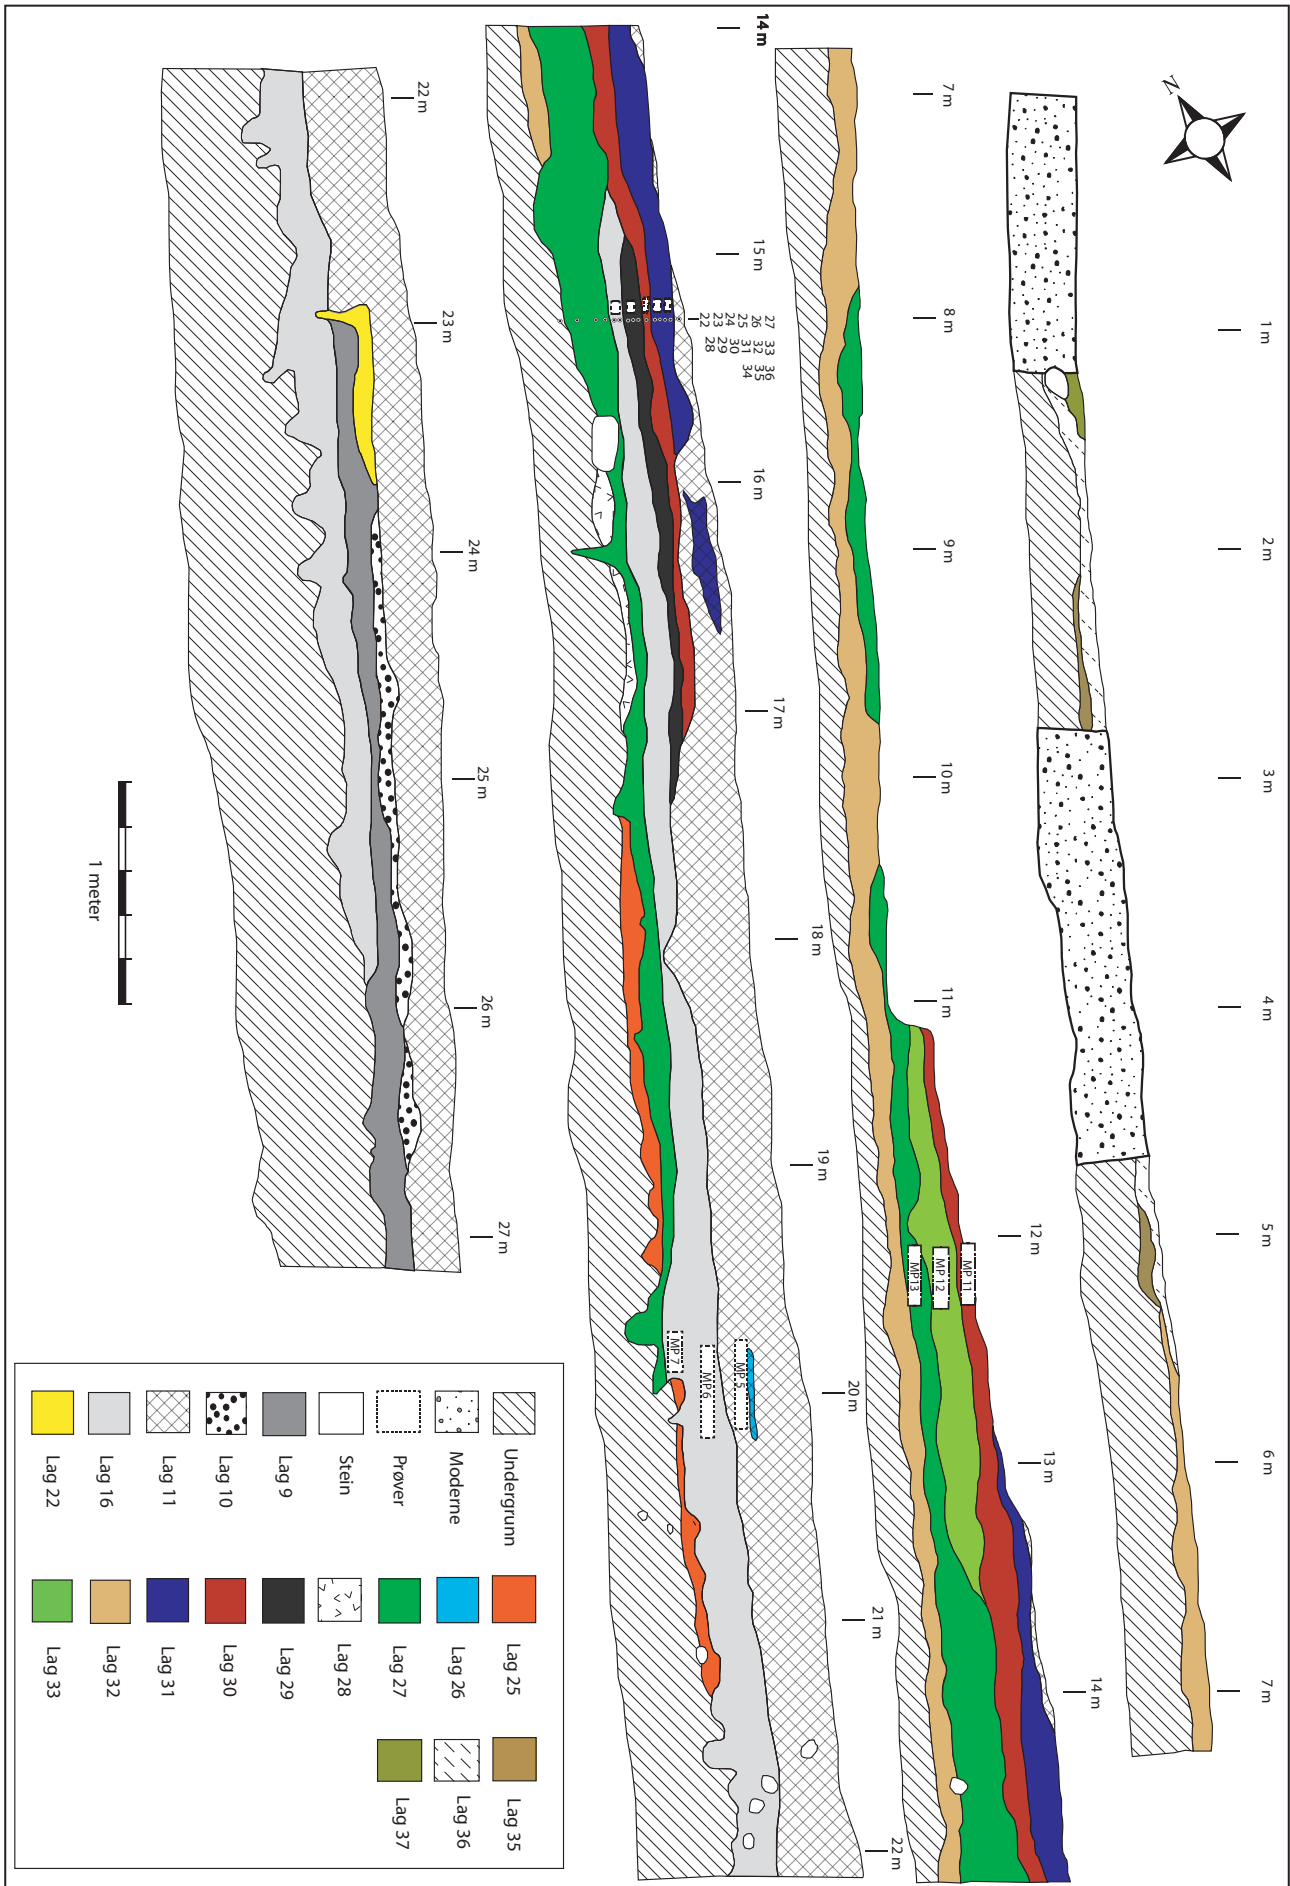 N
1 m
2 m
3 m
4 m
5 m
6 m
7 m
7 m
8 m
9 m
10 m
11 m
12 m
13 m
14 m
MP 11
MP 12
MP13
14 m
15 m
16 m
17 m
18 m
19 m
20 m
21 m
22 m
27 33 36
26 32 35
25 31 34
24 30
23 29
22 28
MP 5
MP 6
MP 7
22 m
23 m
24 m
25 m
26 m
27 m
1 meter
Undergrunn
Moderne
Prøver
Stein
Lag 9
Lag 10
Lag 11
Lag 16
Lag 22
Lag 25
Lag 26
Lag 27
Lag 28
Lag 29
Lag 30
Lag 31
Lag 32
Lag 33
Lag 35
Lag 36
Lag 37